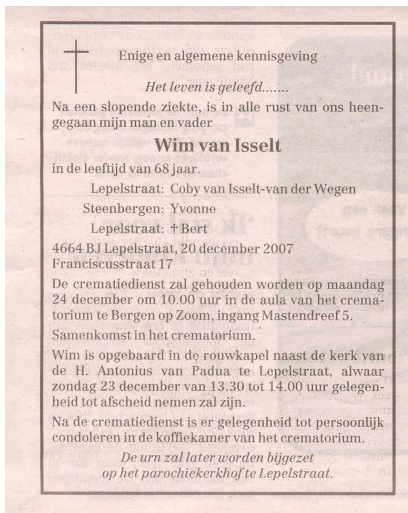 Enige en algemene kennisgeving
Het leven is geleefd.......
Na een slopende ziekte, is in alle rust van ons heen-
gegaan mijn man en vader
Wim van Isselt
in de leeftijd van 68 jaar.
Lepelstraat: Coby van Isselt-van der Wegen
Steenbergen: Yvonne
Lepelstraat: † Bert
4664 BJ Lepelstraat, 20 december 2007
Franciscusstraat 17
De crematiedienst zal gehouden worden op maandag
24 december om 10.00 uur in de aula van het crema-
torium te Bergen op Zoom, ingang Mastendreef 5.
Samenkomst in het crematorium.
Wim is opgebaard in de rouwkapel naast de kerk van
de H. Antonius van Padua te Lepelstraat, alwaar
zondag 23 december van 13.30 tot 14.00 uur gelegen-
heid tot afscheid nemen zal zijn.
Na de crematiedienst is er gelegenheid tot persoonlijk
condoleren in de koffiekamer van het crematorium.
De urn zal later worden bijgezet
op het parochiekerkhof te Lepelstraat.